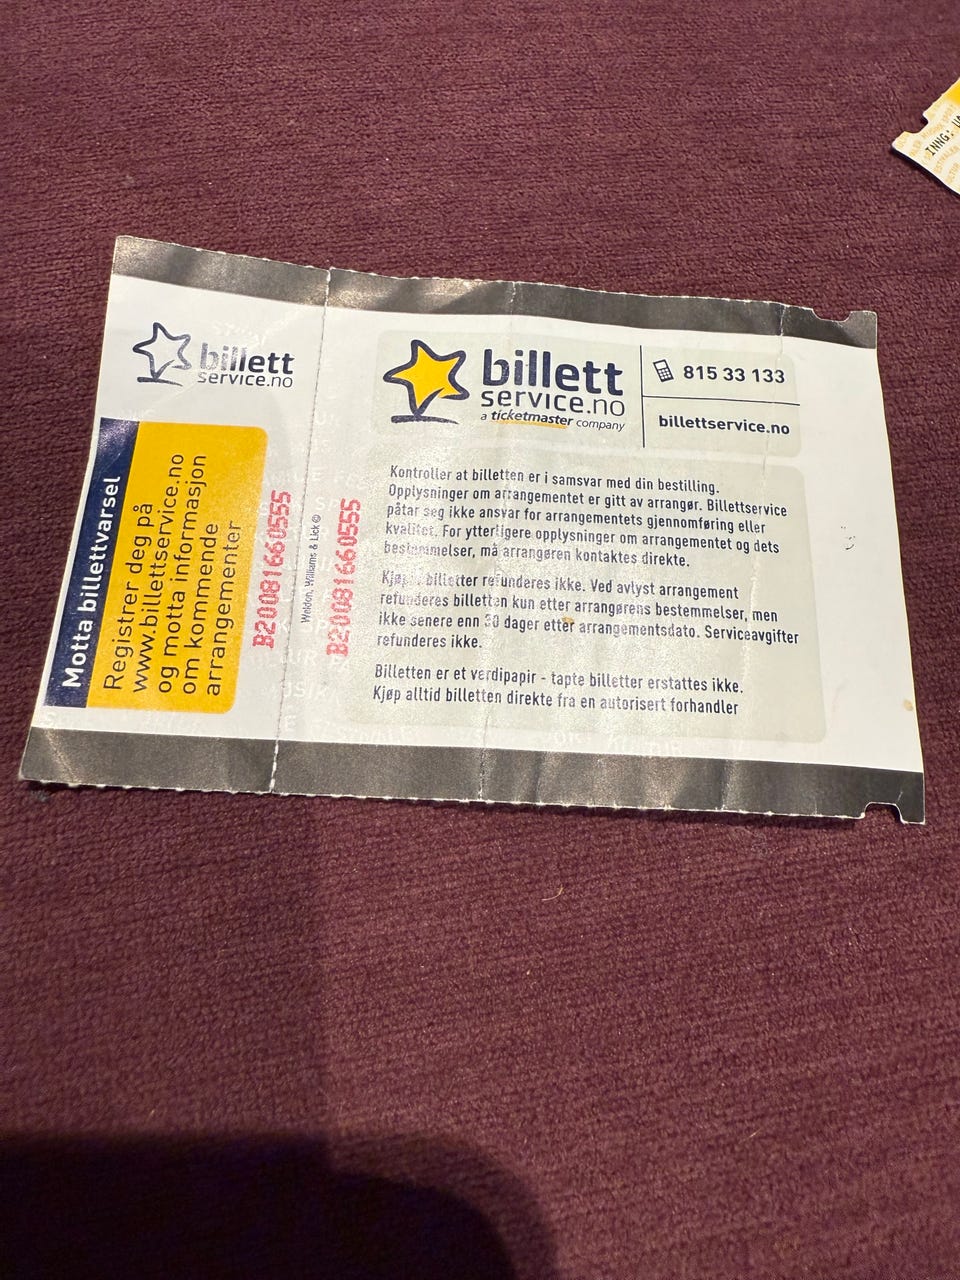 billett
service.no
Motta billettvarsel
Registrer deg på
www.billettservice.no
og motta informasjon
om kommende
arrangementer
B20081660555
Weldon, Williams & Lick ©
B20081660555
billett
service.no
a ticketmaster company
815 33 133
billettservice.no
Kontroller at billetten er i samsvar med din bestilling.
Opplysninger om arrangementet er gitt av arrangør. Billettservice
påtar seg ikke ansvar for arrangementets gjennomføring eller
kvalitet. For ytterligere opplysninger om arrangementet og dets
bestemmelser, må arrangøren kontaktes direkte.
billetter refunderes ikke. Ved avlyst arrangement
refunderes billetten kun etter arrangørens bestemmelser, men
ikke senere enn 30 dager etter arrangementsdato. Serviceavgifter
refunderes ikke.
Billetten er et verdipapir - tapte billetter erstattes ikke.
Kjøp alltid billetten direkte fra en autorisert forhandler
INNG: